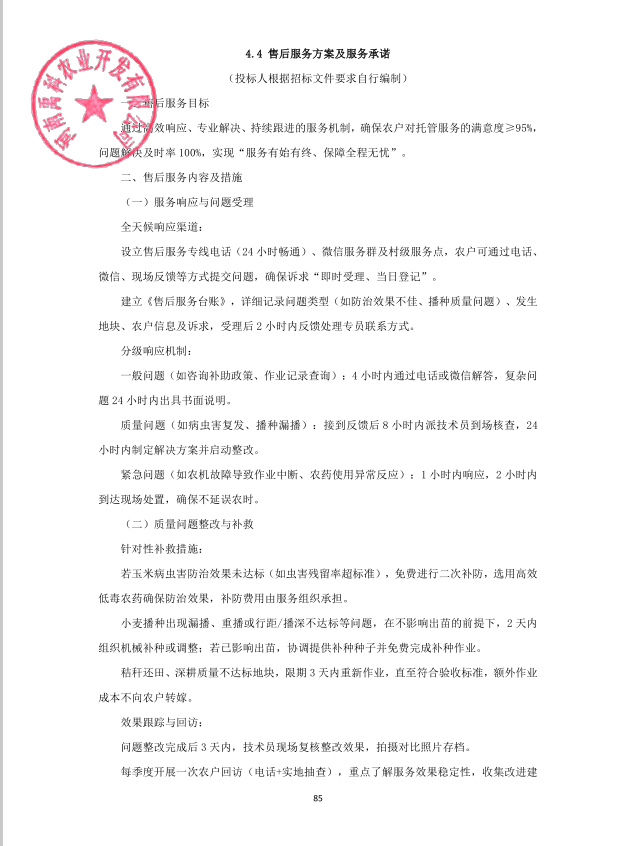 4.4 售后服务方案及服务承诺
（投标人根据招标文件要求自行编制）
一、售后服务目标
通过高效响应、专业解决、持续跟进的服务机制，确保农户对托管服务的满意度≥95%，
问题解决及时率 100%，实现“服务有始有终、保障全程无忧”。
二、售后服务内容及措施
（一）服务响应与问题受理
全天候响应渠道：
设立售后服务专线电话（24 小时畅通）、微信服务群及村级服务点，农户可通过电话、
微信、现场反馈等方式提交问题，确保诉求“即时受理、当日登记”。
建立《售后服务台账》，详细记录问题类型（如防治效果不佳、播种质量问题）、发生
地块、农户信息及诉求，受理后 2 小时内反馈处理专员联系方式。
分级响应机制：
一般问题（如咨询补助政策、作业记录查询）：4 小时内通过电话或微信解答，复杂问
题 24 小时内出具书面说明。
质量问题（如病虫害复发、播种漏播）：接到反馈后 8 小时内派技术员到场核查，24
小时内制定解决方案并启动整改。
紧急问题（如农机故障导致作业中断、农药使用异常反应）：1 小时内响应，2 小时内
到达现场处置，确保不延误农时。
（二）质量问题整改与补救
针对性补救措施：
若玉米病虫害防治效果未达标（如虫害残留率超标准），免费进行二次补防，选用高效
低毒农药确保防治效果，补防费用由服务组织承担。
小麦播种出现漏播、重播或行距/播深不达标等问题，在不影响出苗的前提下，2 天内
组织机械补种或调整；若已影响出苗，协调提供补种种子并免费完成补种作业。
秸秆还田、深耕质量不达标地块，限期 3 天内重新作业，直至符合验收标准，额外作业
成本不向农户转嫁。
效果跟踪与回访：
问题整改完成后 3 天内，技术员现场复核整改效果，拍摄对比照片存档。
每季度开展一次农户回访（电话+实地抽查），重点了解服务效果稳定性，收集改进建
85
河南禹科农业开发有限公司